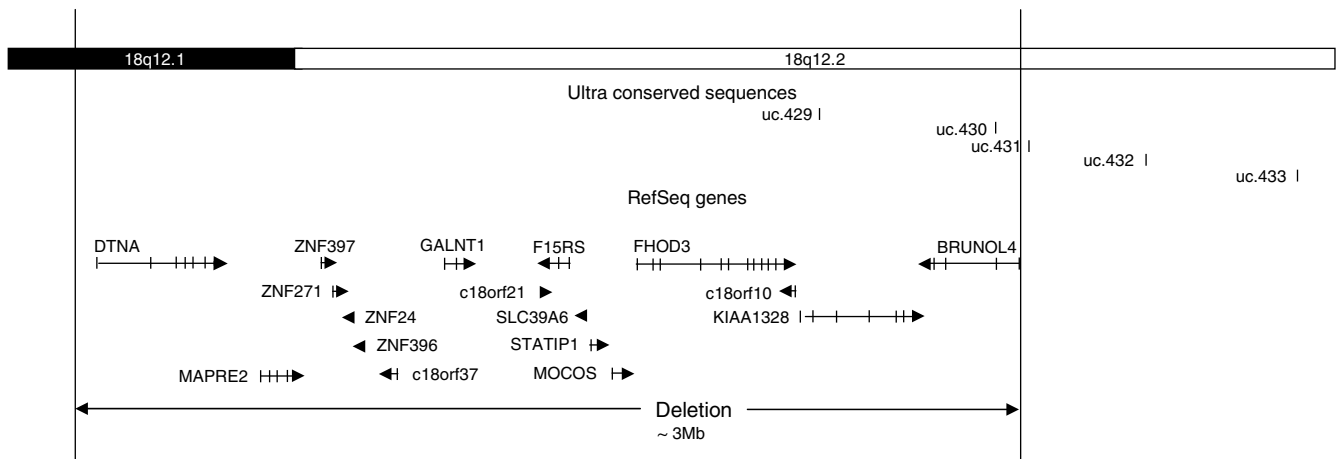 18q12.1 18q12.2
Ultra conserved sequences
uc.429
uc.430
uc.431
uc.432
uc.433
RefSeq genes
DTNA ZNF397 GALNT1 F15RS FHOD3 BRUNOL4
ZNF271 c18orf21 c18orf10
ZNF24 SLC39A6 KIAA1328
ZNF396 STATIP1
MAPRE2 c18orf37 MOCOS
Deletion
~ 3Mb